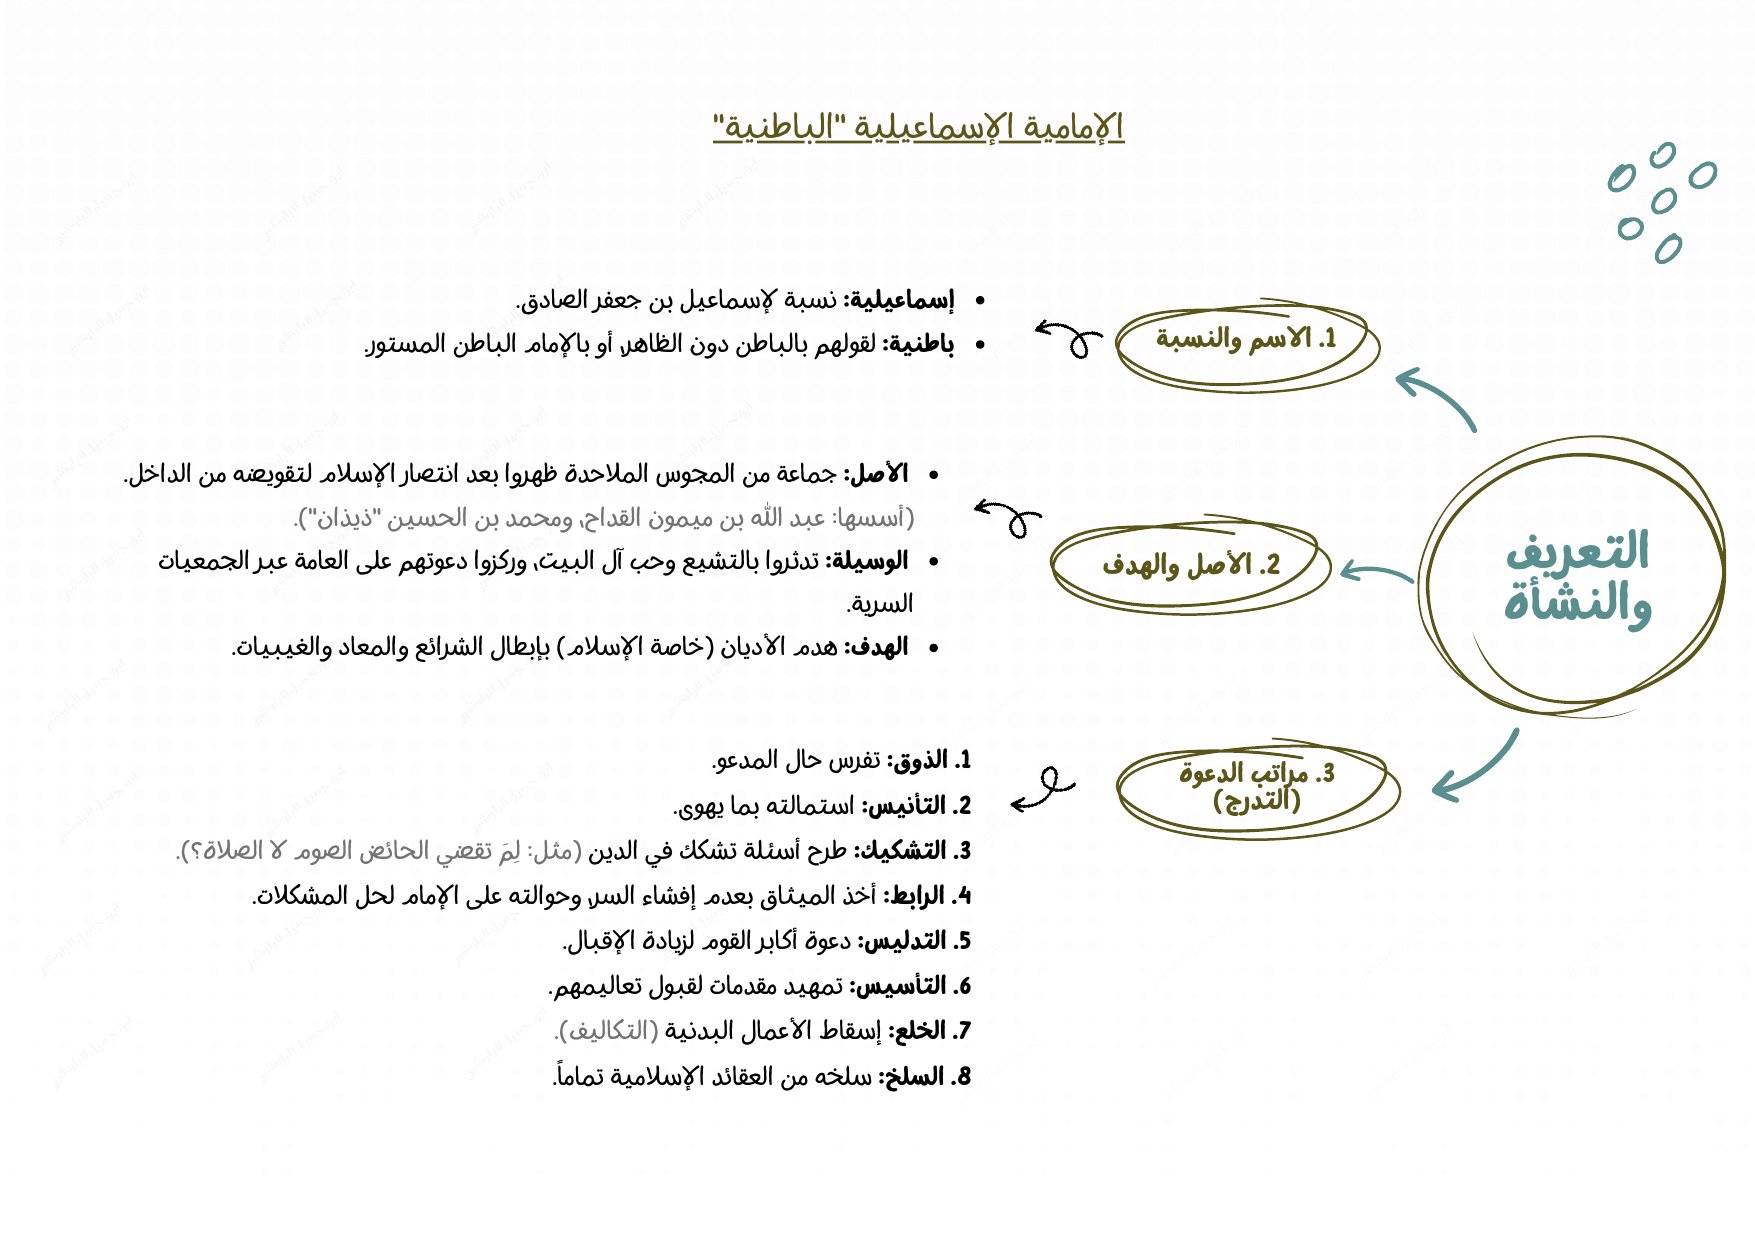 الإمامية الإسماعيلية "الباطنية"
التعريف
والنشأة
1. الاسم والنسبة
إسماعيلية: نسبة لإسماعيل بن جعفر الصادق.
باطنية: لقولهم بالباطن دون الظاهر، أو بالإمام الباطن المستور.
2. الأصل والهدف
الأصل: جماعة من المجوس الملاحدة ظهروا بعد انتصار الإسلام لتقويضه من الداخل.
(أسسها: عبد الله بن ميمون القداح، ومحمد بن الحسين "ذيذان").
الوسيلة: تدثروا بالتشيع وحب آل البيت، وركزوا دعوتهم على العامة عبر الجمعيات
السرية.
الهدف: هدم الأديان (خاصة الإسلام) بإبطال الشرائع والمعاد والغيبيات.
3. مراتب الدعوة
(التدرج)
1. الذوق: تفرس حال المدعو.
2. التأنيس: استمالته بما يهوى.
3. التشكيك: طرح أسئلة تشكك في الدين (مثل: لِمَ تقضي الحائض الصوم لا الصلاة؟).
4. الرابط: أخذ الميثاق بعدم إفشاء السر، وحوالته على الإمام لحل المشكلات.
5. التدليس: دعوة أكابر القوم لزيادة الإقبال.
6. التأسيس: تمهيد مقدمات لقبول تعاليمهم.
7. الخلع: إسقاط الأعمال البدنية (التكاليف).
8. السلخ: سلخه من العقائد الإسلامية تماماً.